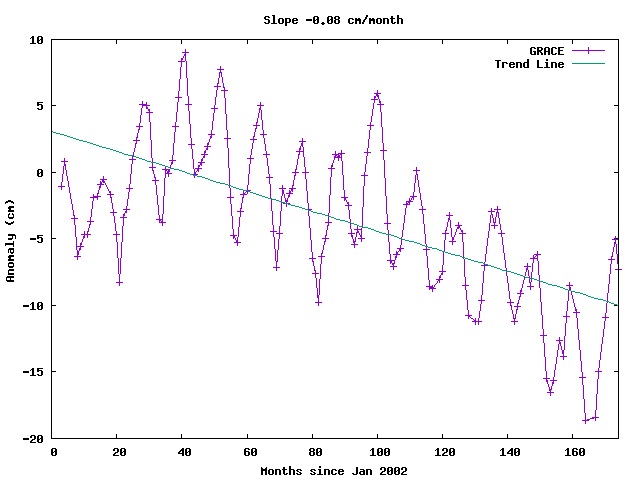 Slope -0.08 cm/month
GRACE
Trend Line
10
5
0
-5
-10
-15
-20
Anomaly (cm)
0 20 40 60 80 100 120 140 160
Months since Jan 2002